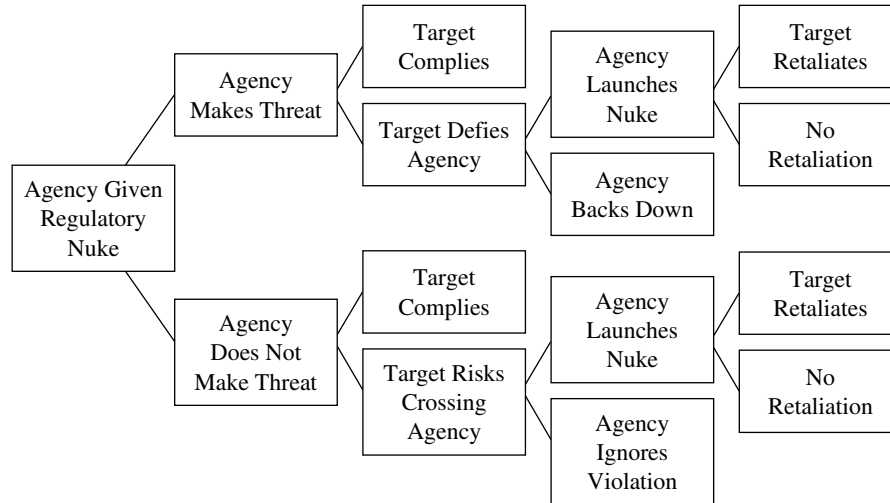 Agency Given
Regulatory
Nuke
Agency
Makes Threat
Target
Complies
Target Defies
Agency
Agency
Launches
Nuke
Target
Retaliates
No
Retaliation
Agency
Backs Down
Agency
Does Not
Make Threat
Target
Complies
Target Risks
Crossing
Agency
Agency
Launches
Nuke
Target
Retaliates
No
Retaliation
Agency
Ignores
Violation